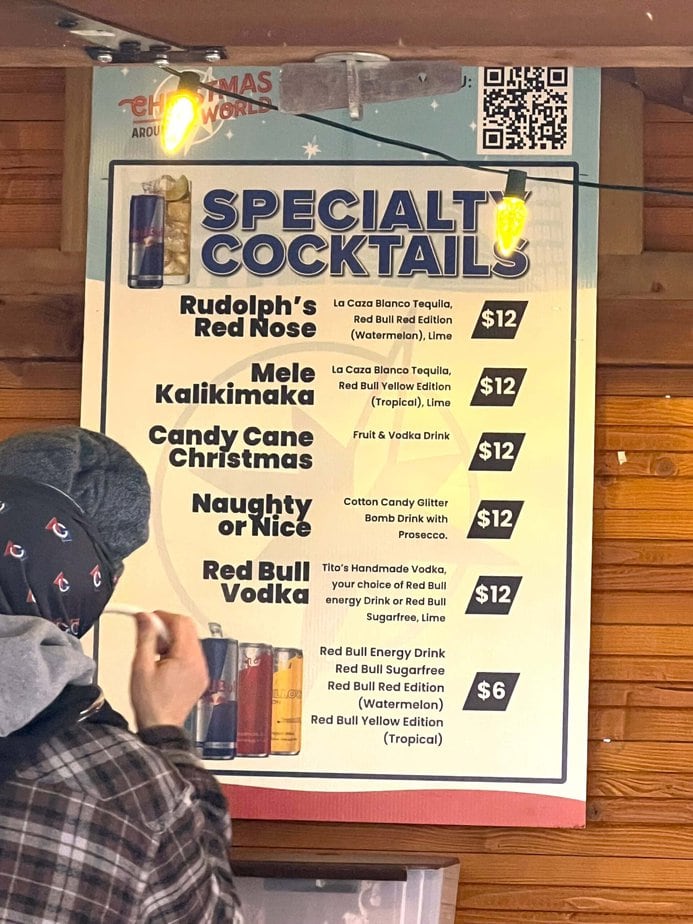 CHRISTMAS
WORLD
SPECIALTY
COCKTAILS
Rudolph's
Red Nose
La Caza Blanco Tequila,
Red Bull Red Edition
(Watermelon), Lime
$12
Mele
Kalikimaka
La Caza Blanco Tequila,
Red Bull Yellow Edition
(Tropical), Lime
$12
Candy Cane
Christmas
Fruit & Vodka Drink
$12
Naughty
or Nice
Cotton Candy Glitter
Bomb Drink with
Prosecco.
$12
Red Bull
Vodka
Tito's Handmade Vodka,
your choice of Red Bull
energy Drink or Red Bull
Sugarfree, Lime
$12
Red Bull Energy Drink
Red Bull Sugarfree
Red Bull Red Edition
(Watermelon)
Red Bull Yellow Edition
(Tropical)
$6